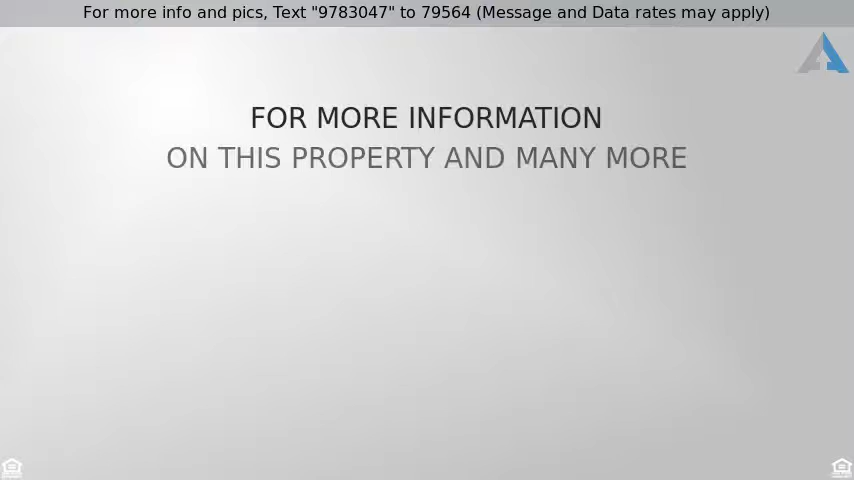 For more info and pics, Text "9783047" to 79564 (Message and Data rates may apply)
FOR MORE INFORMATION
ON THIS PROPERTY AND MANY MORE